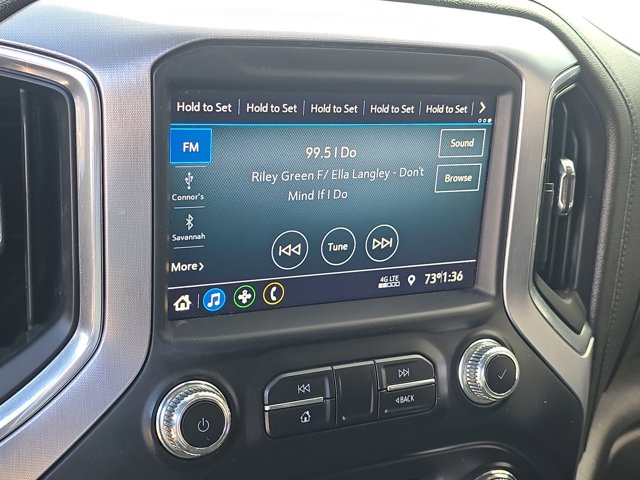 Hold to Set Hold to Set Hold to Set Hold to Set Hold to Set
FM
99.5 I Do
Sound
Riley Green F/ Ella Langley - Don't
Mind If I Do
Browse
Connor's
Savannah
Tune
More
4G LTE
73° 1:36
BACK